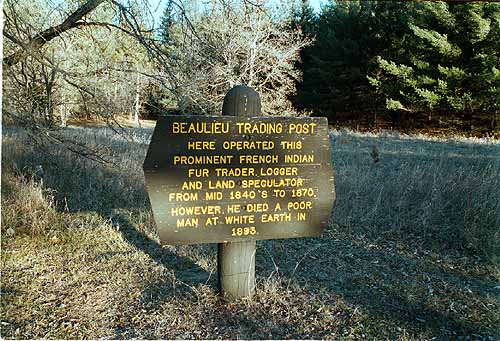 BEAULIEU TRADING POST
HERE OPERATED THIS
PROMINENT FRENCH INDIAN
FUR TRADER, LOGGER
AND LAND SPECULATOR
FROM MID 1840'S TO 1870.
HOWEVER, HE DIED A POOR
MAN AT WHITE EARTH IN
1893.